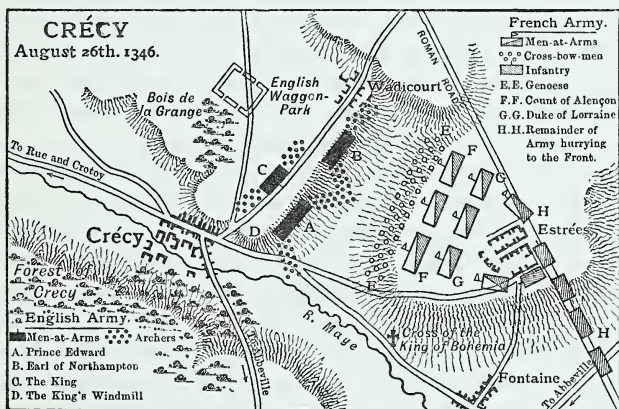 CRÉCY
August 26th. 1346.
French Army.
Men-at-Arms
Cross-bow-men
Infantry
E.E. Genoese
F.F. Count of Alençon
G.G. Duke of Lorraine
H.H. Remainder of
Army hurrying
to the Front.
ROMAN ROAD
English
Waggon-
Park
Wadicourt
Bois de
la Grange
To Rue and Crotoy
E
F
C
B
A
D
H
Estrées
Crécy
F
G
E
Forest of
Crecy
R. Maye
Cross of the
King of Bohemia
H
To Abbeville
To Abbeville
Fontaine
English Army.
Men-at-Arms
Archers
A. Prince Edward
B. Earl of Northampton
C. The King
D. The King's Windmill